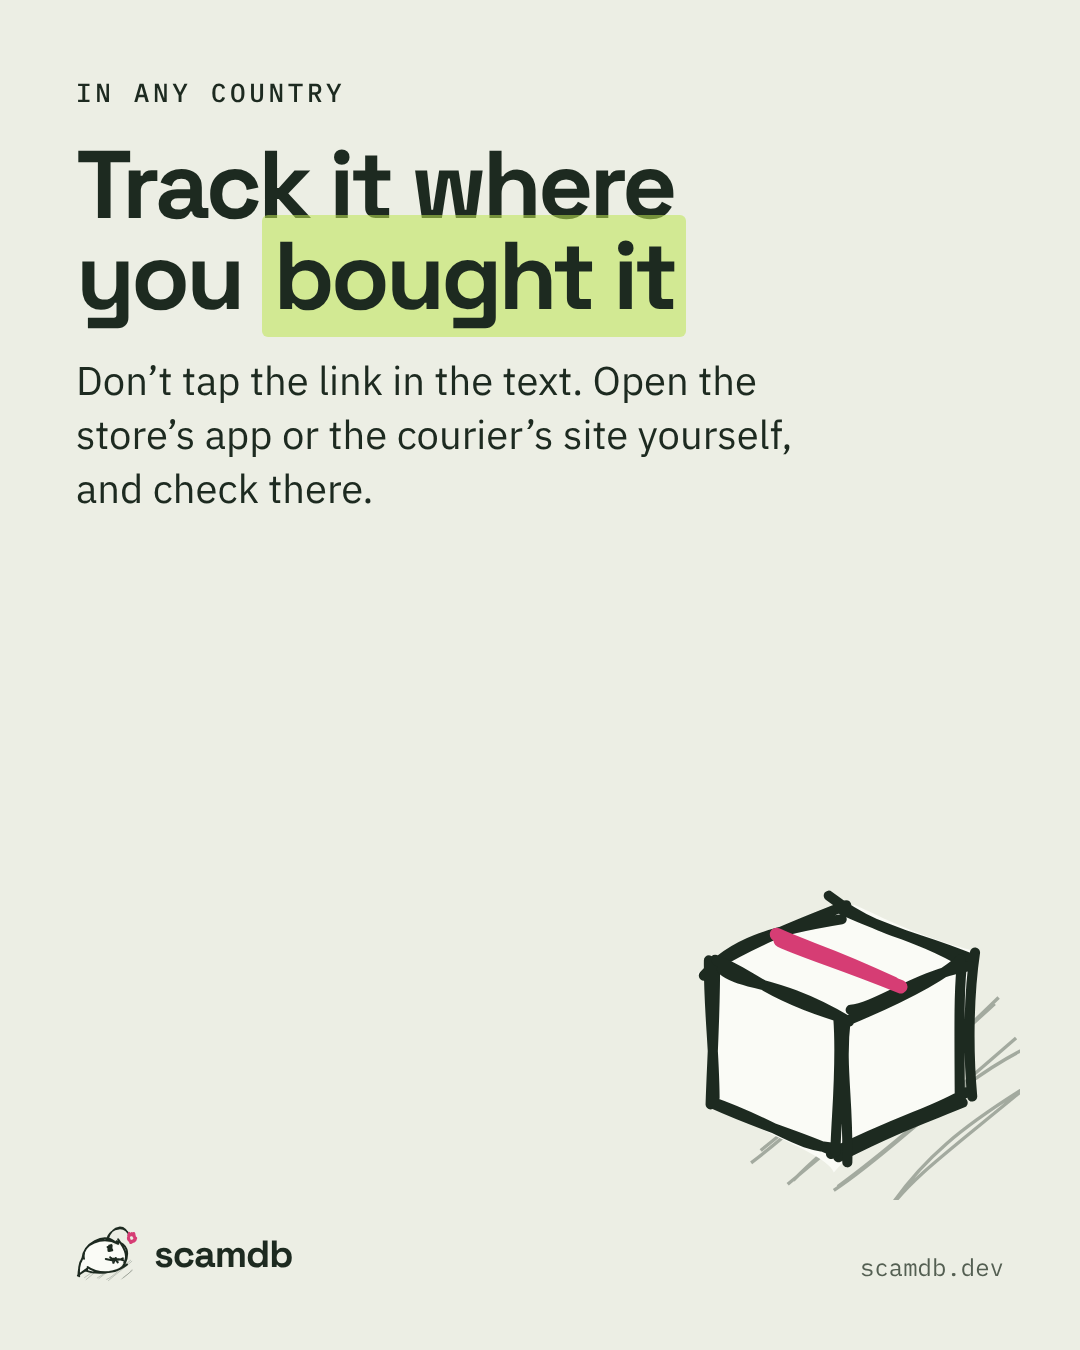 IN ANY COUNTRY
Track it where
you bought it
Don’t tap the link in the text. Open the
store’s app or the courier’s site yourself,
and check there.
scamdb
scamdb.dev